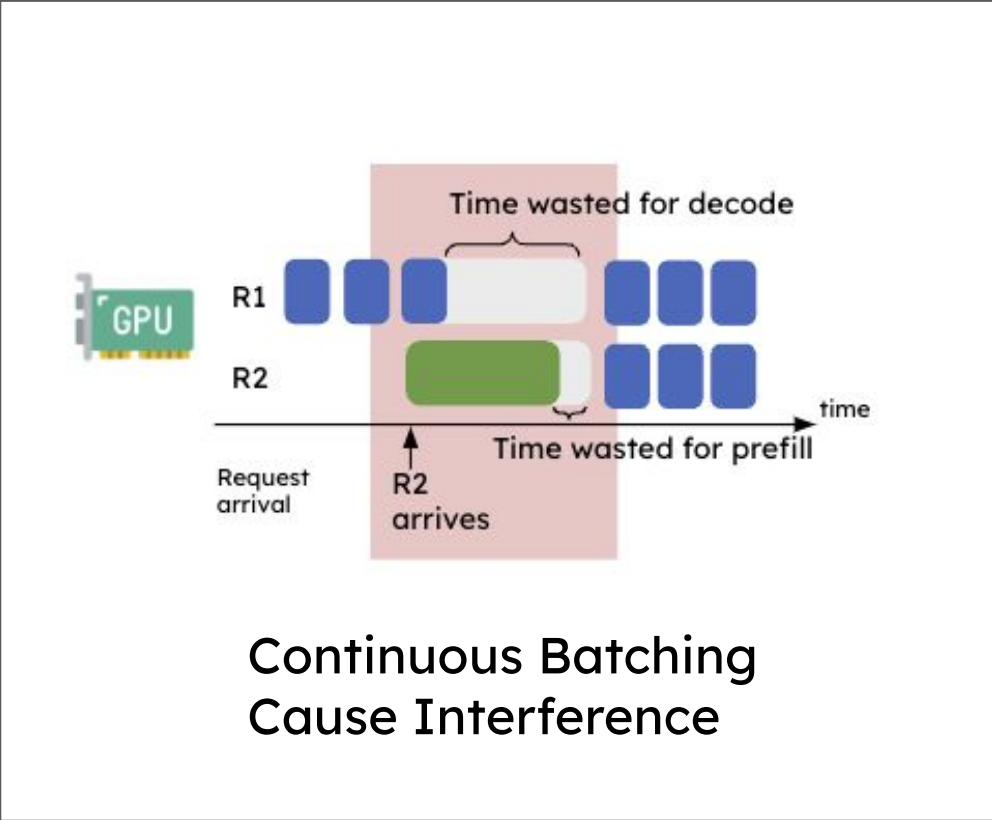 Time wasted for decode
R1
GPU
R2
time
Time wasted for prefill
Request
arrival
R2
arrives
Continuous Batching
Cause Interference